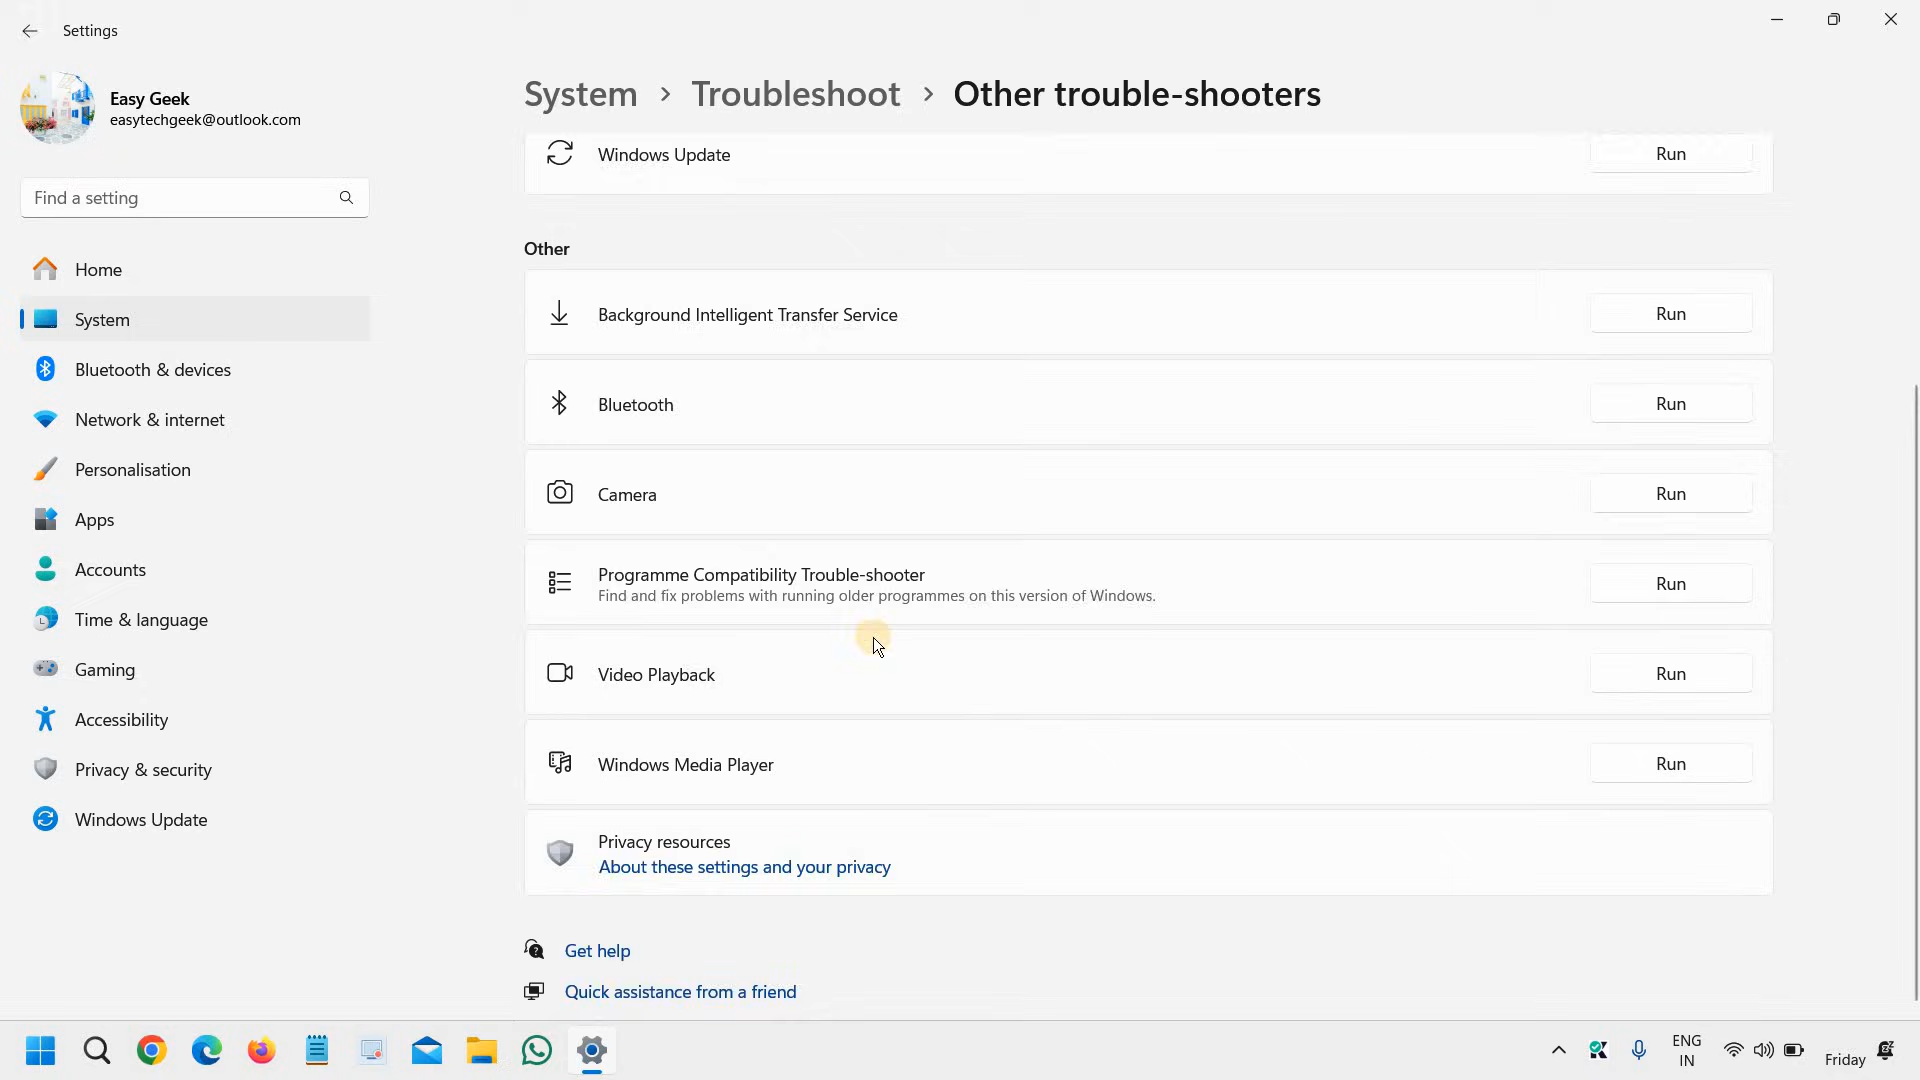 Settings
Easy Geek
easytechgeek@outlook.com
Find a setting
Home
System
Bluetooth & devices
Network & internet
Personalisation
Apps
Accounts
Time & language
Gaming
Accessibility
Privacy & security
Windows Update
System > Troubleshoot > Other trouble-shooters
Windows Update Run
Other
Background Intelligent Transfer Service Run
Bluetooth Run
Camera Run
Programme Compatibility Trouble-shooter Run
Find and fix problems with running older programmes on this version of Windows.
Video Playback Run
Windows Media Player Run
Privacy resources
About these settings and your privacy
Get help
Quick assistance from a friend
ENG
IN
Friday